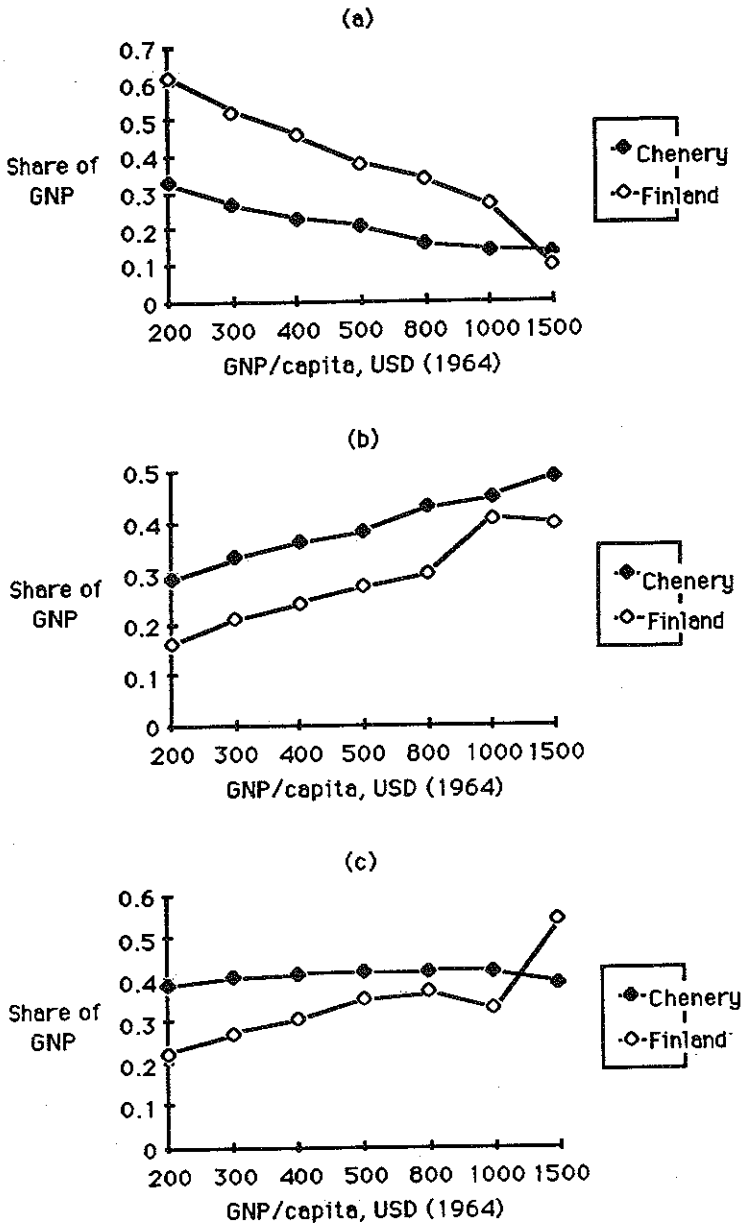 (a)
0.7
0.6
0.5
0.4
0.3
0.2
0.1
0
Share of
GNP
200 300 400 500 800 1000 1500
GNP/capita, USD (1964)
Chenery
Finland
(b)
0.5
0.4
0.3
0.2
0.1
0
Share of
GNP
200 300 400 500 800 1000 1500
GNP/capita, USD (1964)
Chenery
Finland
(c)
0.6
0.5
0.4
0.3
0.2
0.1
0
Share of
GNP
200 300 400 500 800 1000 1500
GNP/capita, USD (1964)
Chenery
Finland